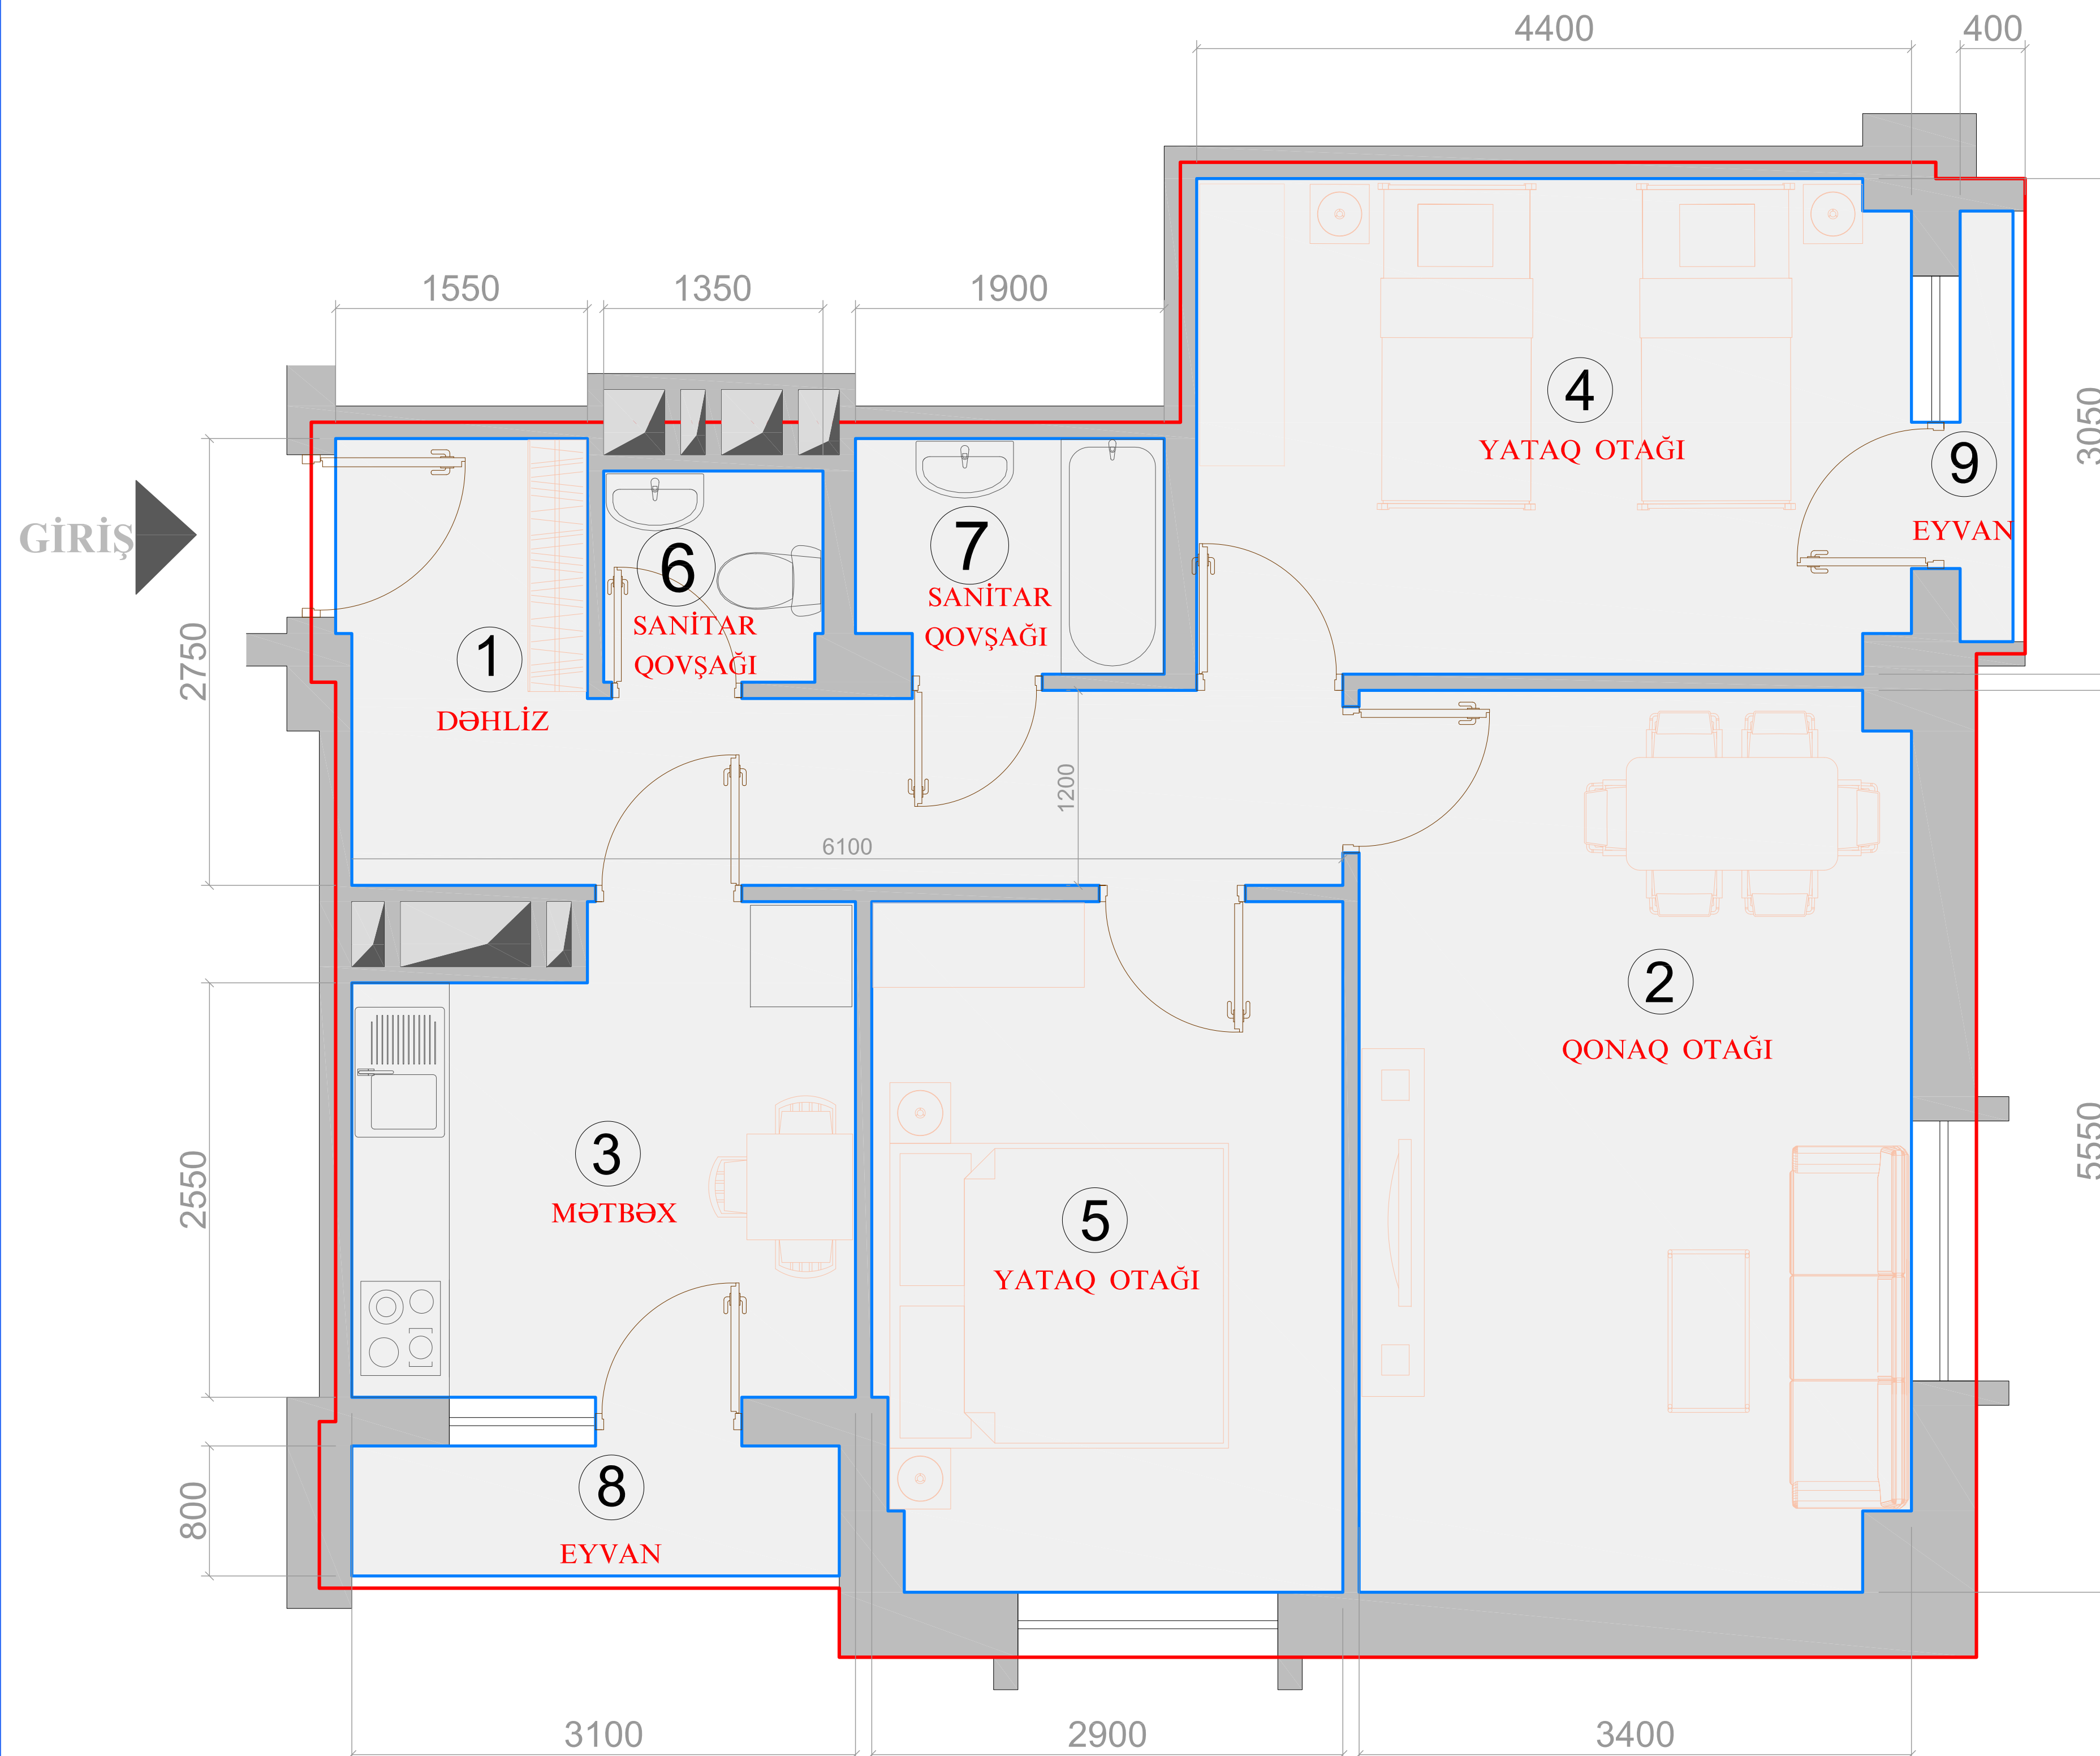 4400
400
1550
1350
1900
4
YATAQ OTAĞI
3050
9
EYVAN
GİRİŞ
6
SANİTAR
QOVŞAĞI
7
SANİTAR
QOVŞAĞI
2750
1
DƏHLİZ
1200
6100
2
QONAQ OTAĞI
3
MƏTBƏX
2550
5
YATAQ OTAĞI
5550
8
EYVAN
800
3100
2900
3400